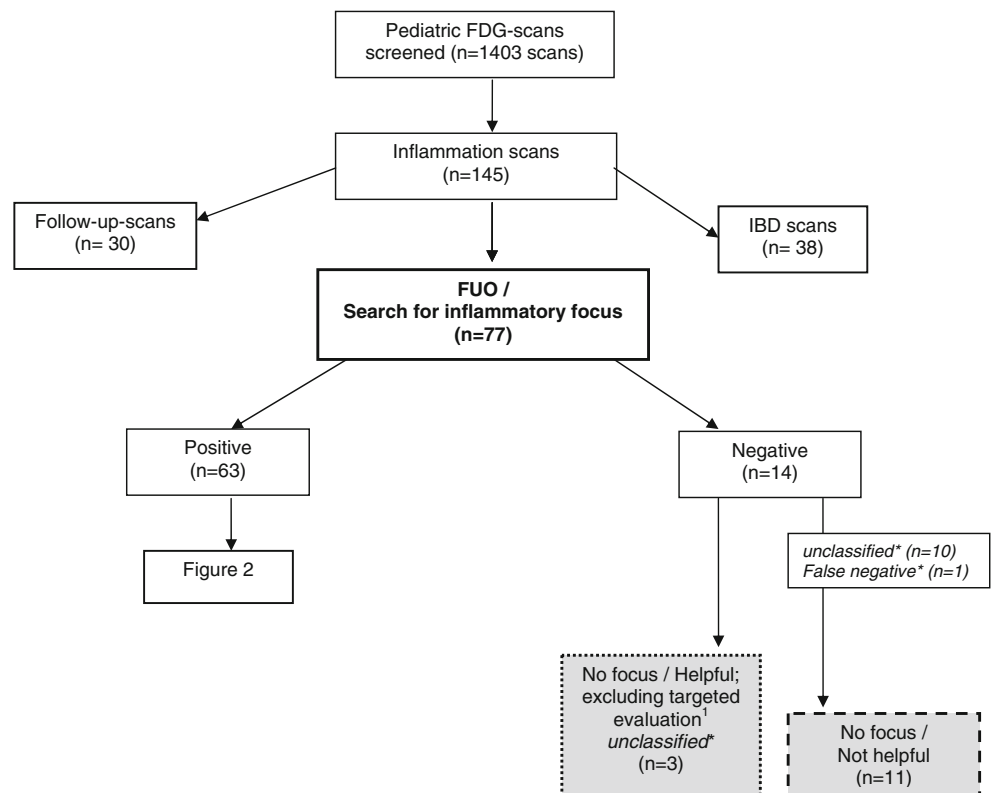 Pediatric FDG-scans
screened (n=1403 scans)
Inflammation scans
(n=145)
Follow-up-scans
(n= 30)
IBD scans
(n= 38)
FUO /
Search for inflammatory focus
(n=77)
Positive
(n=63)
Negative
(n=14)
Figure 2
unclassified* (n=10)
False negative* (n=1)
No focus / Helpful;
excluding targeted
evaluation¹
unclassified*
(n=3)
No focus /
Not helpful
(n=11)